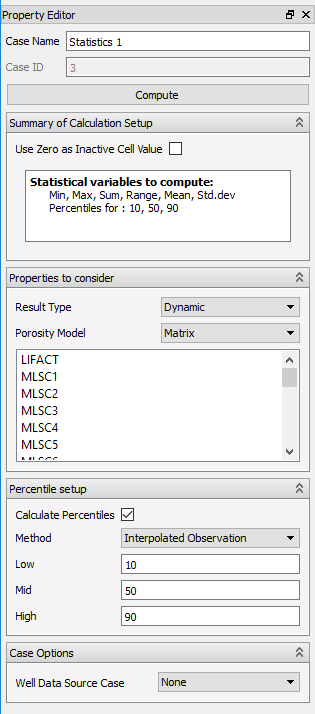 Property Editor
Case Name Statistics 1
Case ID 3
Compute
Summary of Calculation Setup
Use Zero as Inactive Cell Value
Statistical variables to compute:
Min, Max, Sum, Range, Mean, Std.dev
Percentiles for : 10, 50, 90
Properties to consider
Result Type Dynamic
Porosity Model Matrix
LIFACT
MLSC1
MLSC2
MLSC3
MLSC4
MLSC5
Percentile setup
Calculate Percentiles
Method Interpolated Observation
Low 10
Mid 50
High 90
Case Options
Well Data Source Case None